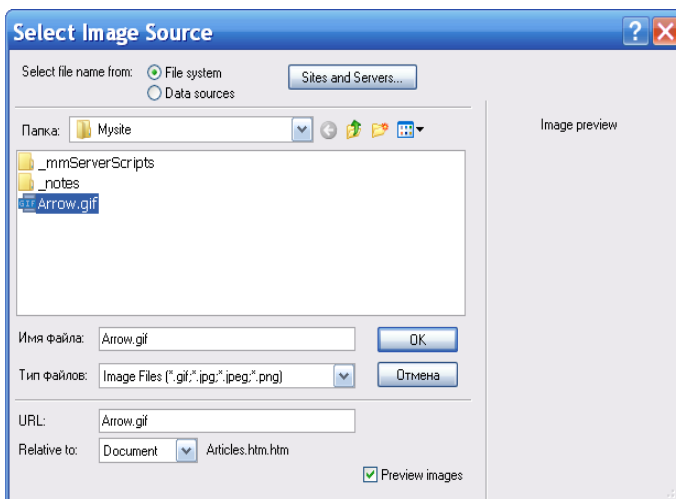 Select Image Source
Select file name from: File system Sites and Servers...
Data sources
Папка: Mysite
Image preview
_mmServerScripts
_notes
GIF Arrow.gif
Имя файла: Arrow.gif OK
Тип файлов: Image Files (*.gif;*.jpg;*.jpeg;*.png) Отмена
URL: Arrow.gif
Relative to: Document Articles.htm.htm
Preview images